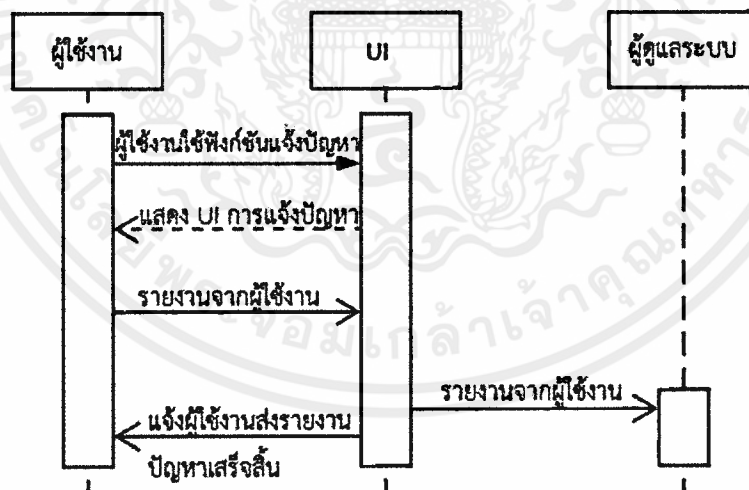 ผู้ใช้งาน
UI
ผู้ดูแลระบบ
ผู้ใช้งานใช้ฟังก์ชันแจ้งปัญหา
แสดง UI การแจ้งปัญหา
รายงานจากผู้ใช้งาน
รายงานจากผู้ใช้งาน
แจ้งผู้ใช้งานส่งรายงาน
ปัญหาเสร็จสิ้น